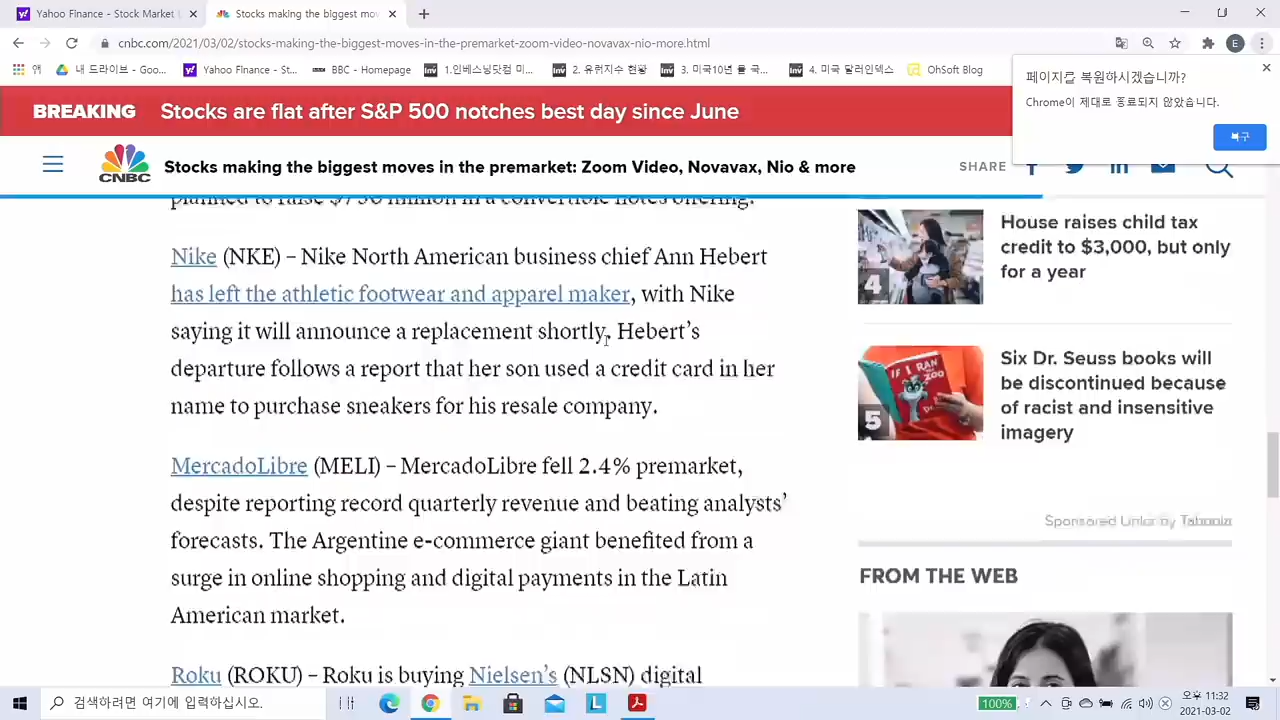 Yahoo Finance - Stock Market
Stocks making the biggest mov
cnbc.com/2021/03/02/stocks-making-the-biggest-moves-in-the-premarket-zoom-video-novavax-nio-more.html
E
앱
내 드라이브 - Goo...
Yahoo Finance - St...
BBC - Homepage
1.인베스팅닷컴 미...
2. 유럽지수 현황
3. 미국10년 물 국...
4. 미국 달러인덱스
OhSoft Blog
페이지를 복원하시겠습니까?
Chrome이 제대로 종료되지 않았습니다.
복구
BREAKING
Stocks are flat after S&P 500 notches best day since June
CNBC
Stocks making the biggest moves in the premarket: Zoom Video, Novavax, Nio & more
SHARE
planned to raise $750 million in a convertible notes offering.
Nike (NKE) – Nike North American business chief Ann Hebert
has left the athletic footwear and apparel maker, with Nike
saying it will announce a replacement shortly. Hebert’s
departure follows a report that her son used a credit card in her
name to purchase sneakers for his resale company.
MercadoLibre (MELI) – MercadoLibre fell 2.4% premarket,
despite reporting record quarterly revenue and beating analysts’
forecasts. The Argentine e-commerce giant benefited from a
surge in online shopping and digital payments in the Latin
American market.
Roku (ROKU) – Roku is buying Nielsen’s (NLSN) digital
4
House raises child tax
credit to $3,000, but only
for a year
IF I RAN
ZOO
5
Six Dr. Seuss books will
be discontinued because
of racist and insensitive
imagery
Sponsored Links by Taboola
FROM THE WEB
검색하려면 여기에 입력하십시오.
L
100%
오후 11:32
2021-03-02